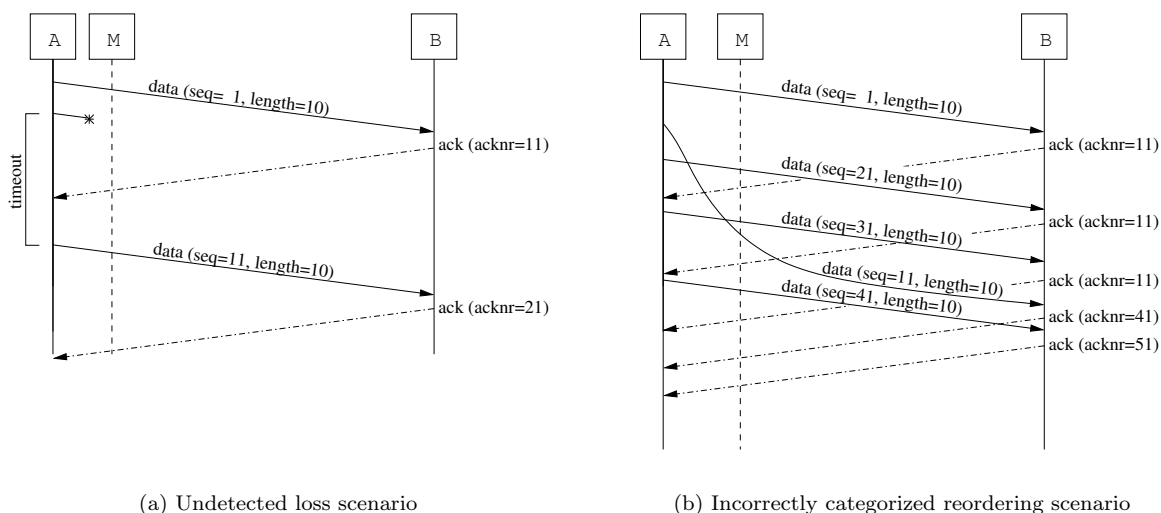 A
M
B
data (seq= 1, length=10)
ack (acknr=11)
timeout
data (seq=11, length=10)
ack (acknr=21)
(a) Undetected loss scenario
A
M
B
data (seq= 1, length=10)
ack (acknr=11)
data (seq=21, length=10)
ack (acknr=11)
data (seq=31, length=10)
data (seq=11, length=10)
ack (acknr=11)
data (seq=41, length=10)
ack (acknr=41)
ack (acknr=51)
(b) Incorrectly categorized reordering scenario